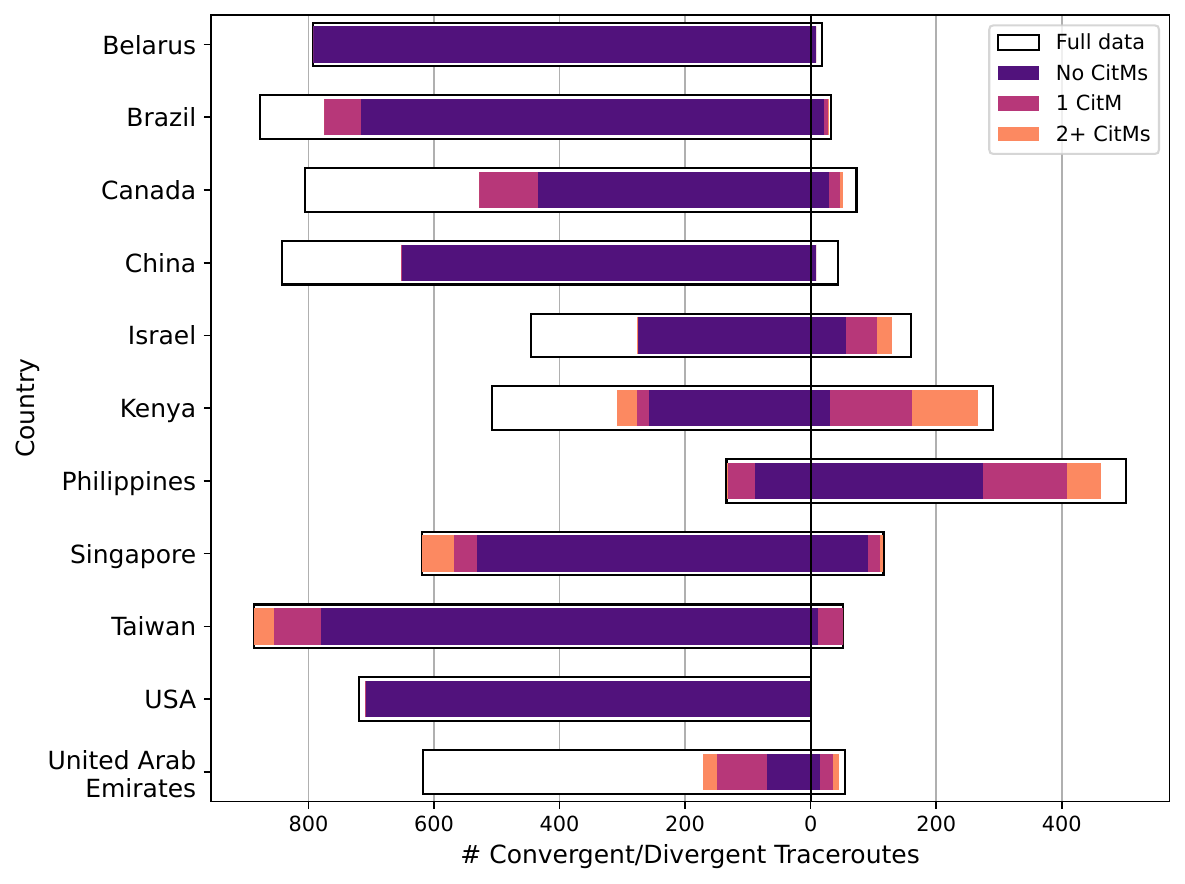 Full data
No CitMs
1 CitM
2+ CitMs
Country
Belarus
Brazil
Canada
China
Israel
Kenya
Philippines
Singapore
Taiwan
USA
United Arab
Emirates
800 600 400 200 0 200 400
# Convergent/Divergent Traceroutes